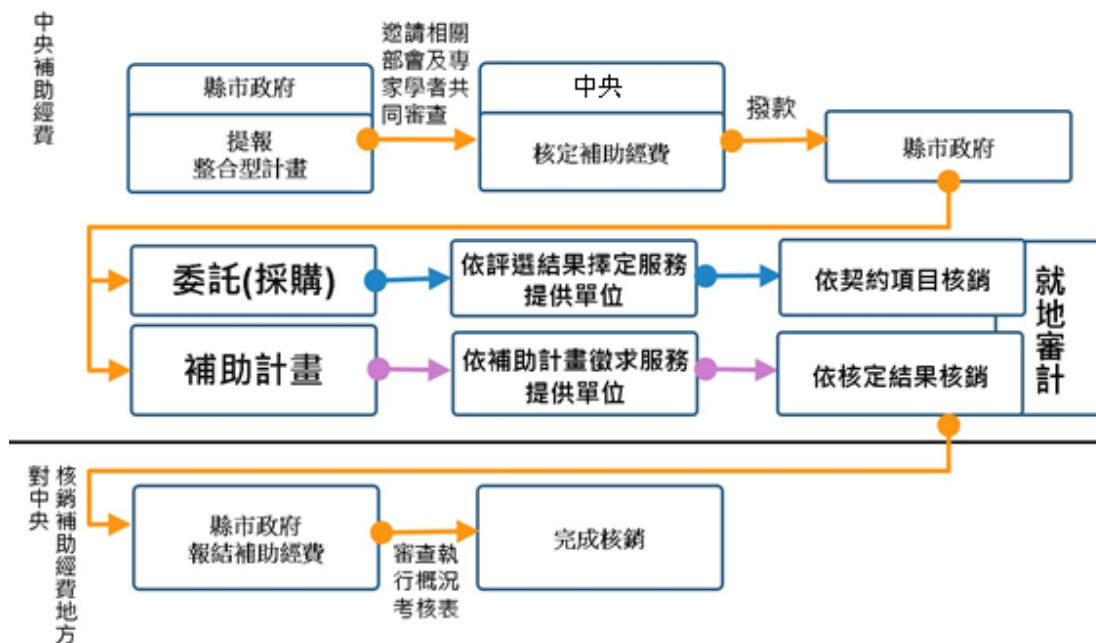 中央補助經費
縣市政府
提報
整合型計畫
邀請相關
部會及專
家學者共
同審查
中央
核定補助經費
撥款
縣市政府
委託(採購)
依評選結果擇定服務
提供單位
依契約項目核銷
補助計畫
依補助計畫徵求服務
提供單位
依核定結果核銷
就地審計
核銷補助經費地方
對中央
縣市政府
報結補助經費
審查執
行概況
考核表
完成核銷